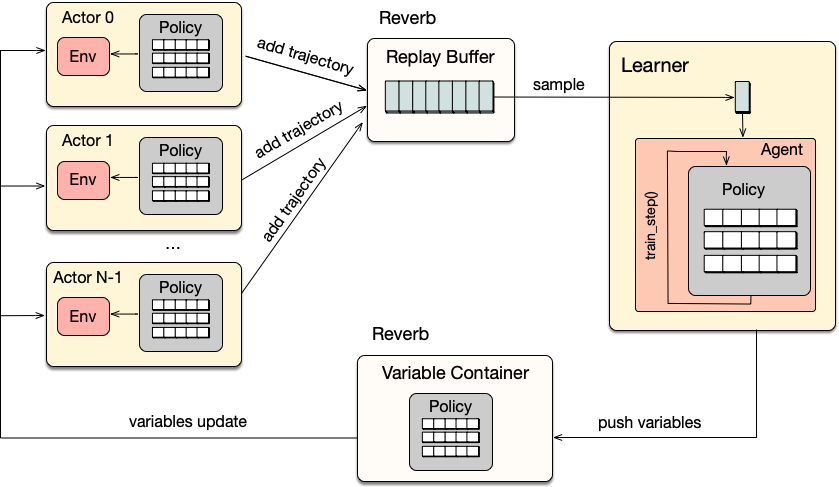 Actor 0
Policy
Env
Actor 1
Policy
Env
...
Actor N-1
Policy
Env
add trajectory
add trajectory
add trajectory
Reverb
Replay Buffer
sample
Learner
Agent
train_step()
Policy
Reverb
Variable Container
Policy
variables update
push variables